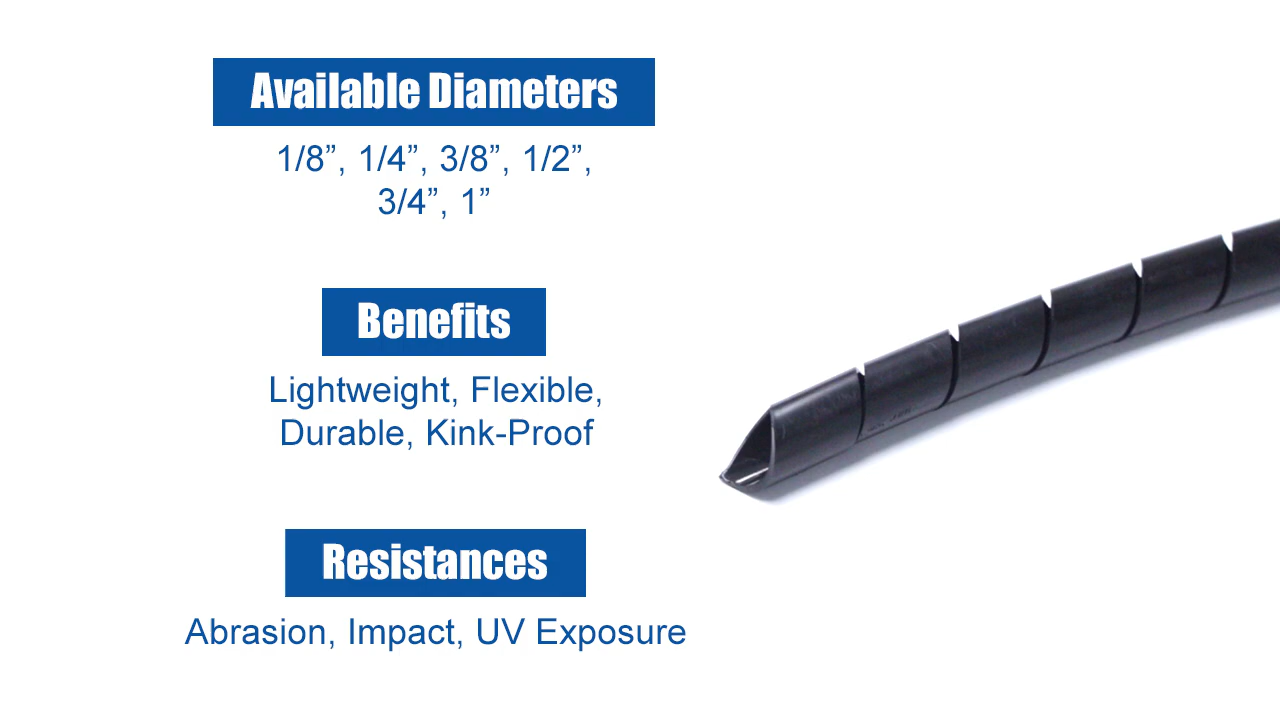 Available Diameters
1/8”, 1/4”, 3/8”, 1/2”,
3/4”, 1”
Benefits
Lightweight, Flexible,
Durable, Kink-Proof
Resistances
Abrasion, Impact, UV Exposure